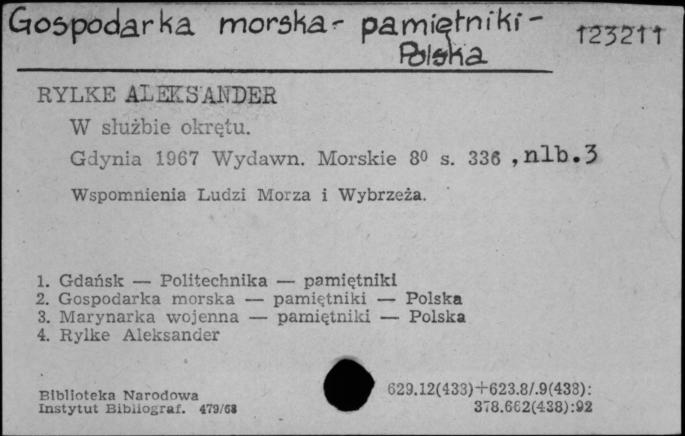 Gospodarka morska - pamiętniki -
Polska
123211
RYLKE ALEKSANDER
W służbie okrętu.
Gdynia 1967 Wydawn. Morskie 8⁰ s. 336 , nlb. 3
Wspomnienia Ludzi Morza i Wybrzeża.
1. Gdańsk — Politechnika — pamiętniki
2. Gospodarka morska — pamiętniki — Polska
3. Marynarka wojenna — pamiętniki — Polska
4. Rylke Aleksander
Biblioteka Narodowa
Instytut Bibliograf. 479/68
629.12(438)+623.8/.9(438):
378.662(438):92